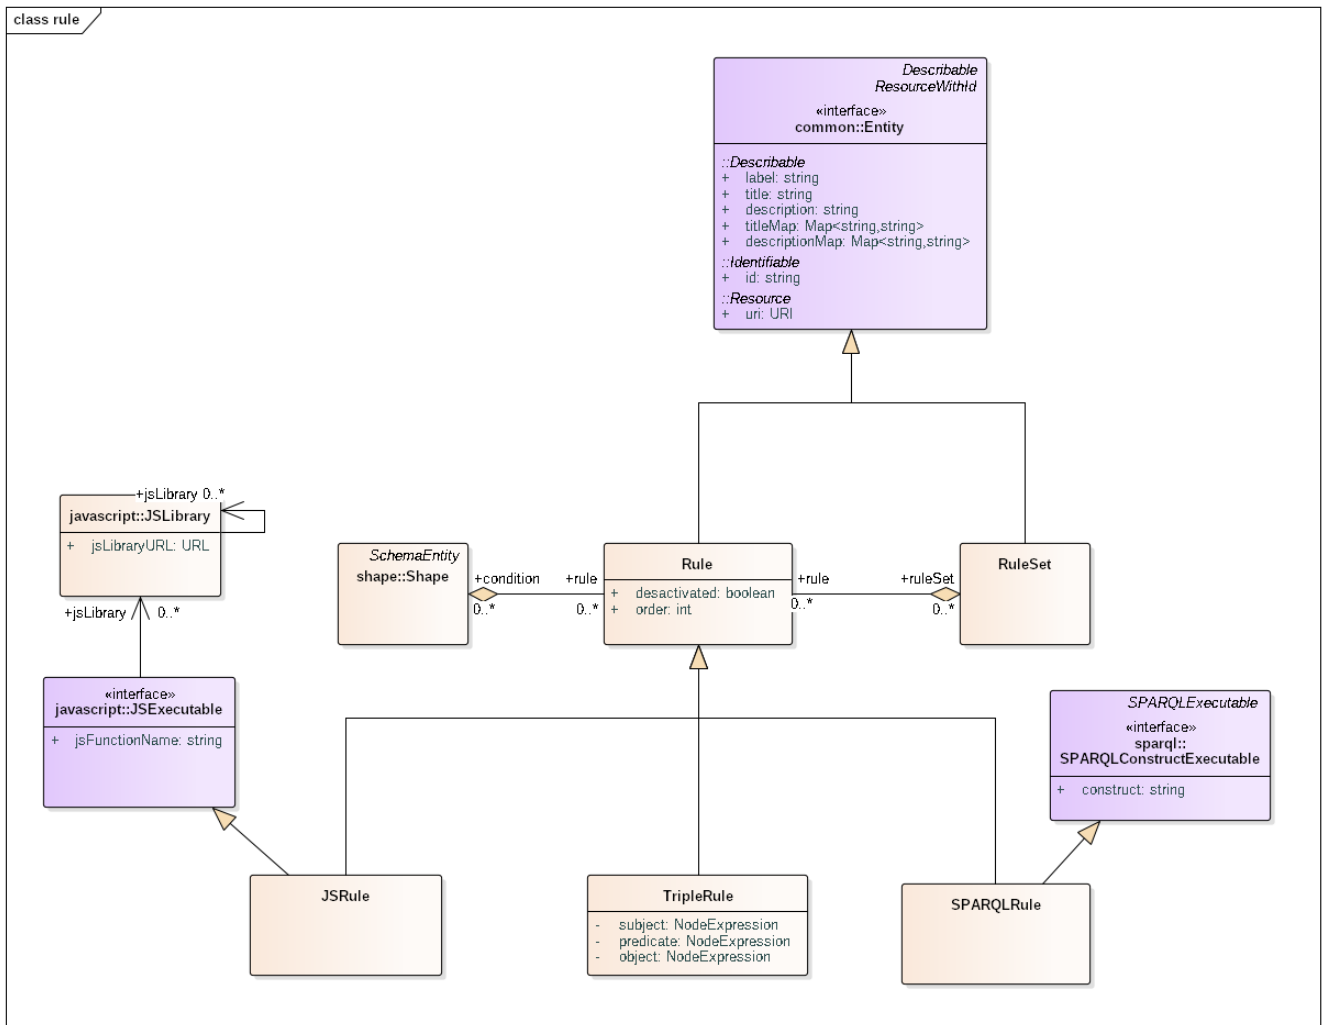 class rule
Describable
ResourceWithId
«interface»
common::Entity
::Describable
+ label: string
+ title: string
+ description: string
+ titleMap: Map<string,string>
+ descriptionMap: Map<string,string>
::Identifiable
+ id: string
::Resource
+ uri: URI
+jsLibrary 0..*
javascript::JSLibrary
+ jsLibraryURL: URL
+jsLibrary 0..*
SchemaEntity
shape::Shape
+condition
0..*
+rule
0..*
Rule
+ desactivated: boolean
+ order: int
+rule
0..*
+ruleSet
0..*
RuleSet
«interface»
javascript::JSExecutable
+ jsFunctionName: string
SPARQLExecutable
«interface»
sparql::
SPARQLConstructExecutable
+ construct: string
JSRule
TripleRule
- subject: NodeExpression
- predicate: NodeExpression
- object: NodeExpression
SPARQLRule